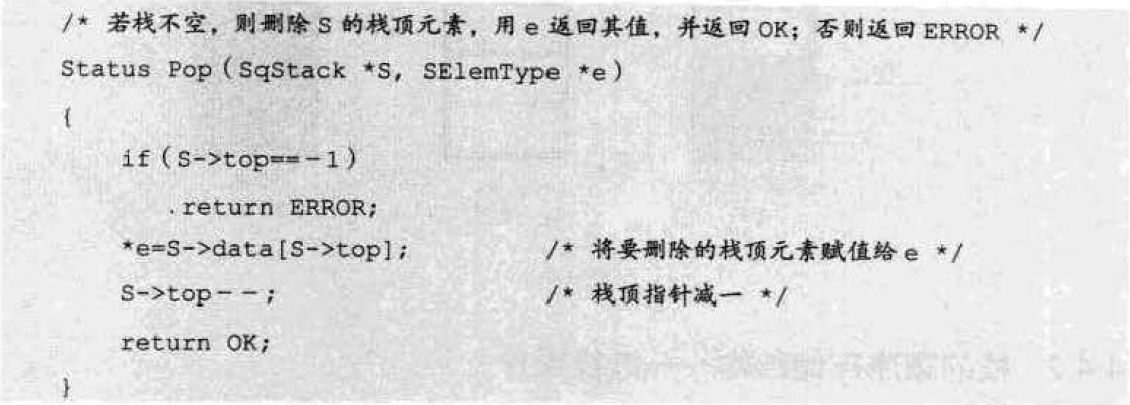 /* 若栈不空，则删除 S 的栈顶元素，用 e 返回其值，并返回 OK；否则返回 ERROR */
Status Pop（SqStack *S, SElemType *e）
{
if（S->top==-1）
return ERROR;
*e=S->data[S->top]; /* 将要删除的栈顶元素赋值给 e */
S->top--; /* 栈顶指针减一 */
return OK;
}